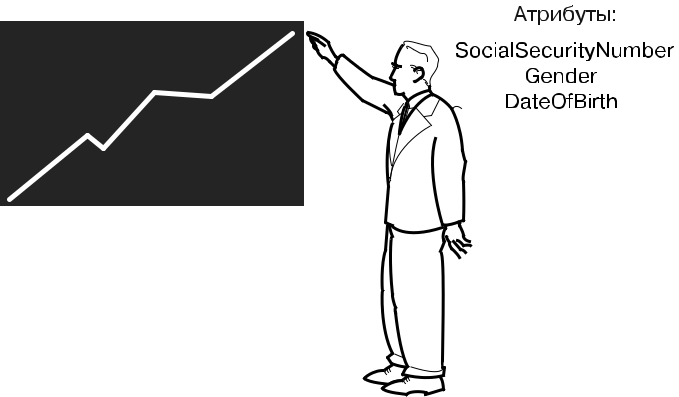 Атрибуты:
SocialSecurityNumber
Gender
DateOfBirth